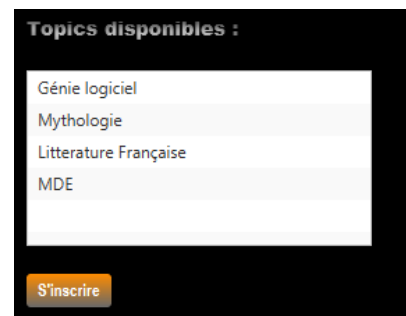 Topics disponibles :
Génie logiciel
Mythologie
Litterature Française
MDE
S'inscrire